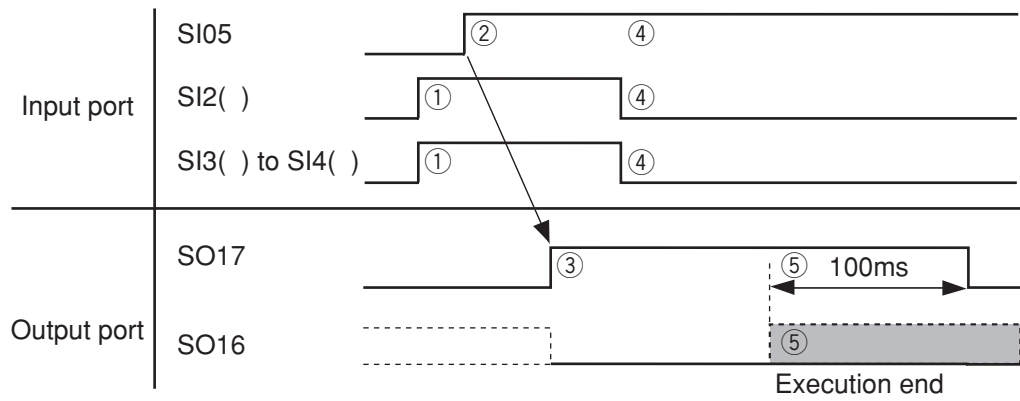 SI05 ② ④
Input port
SI2( ) ① ④
SI3( ) to SI4( ) ① ④
SO17 ③ ⑤ 100ms
Output port
SO16 ⑤
Execution end